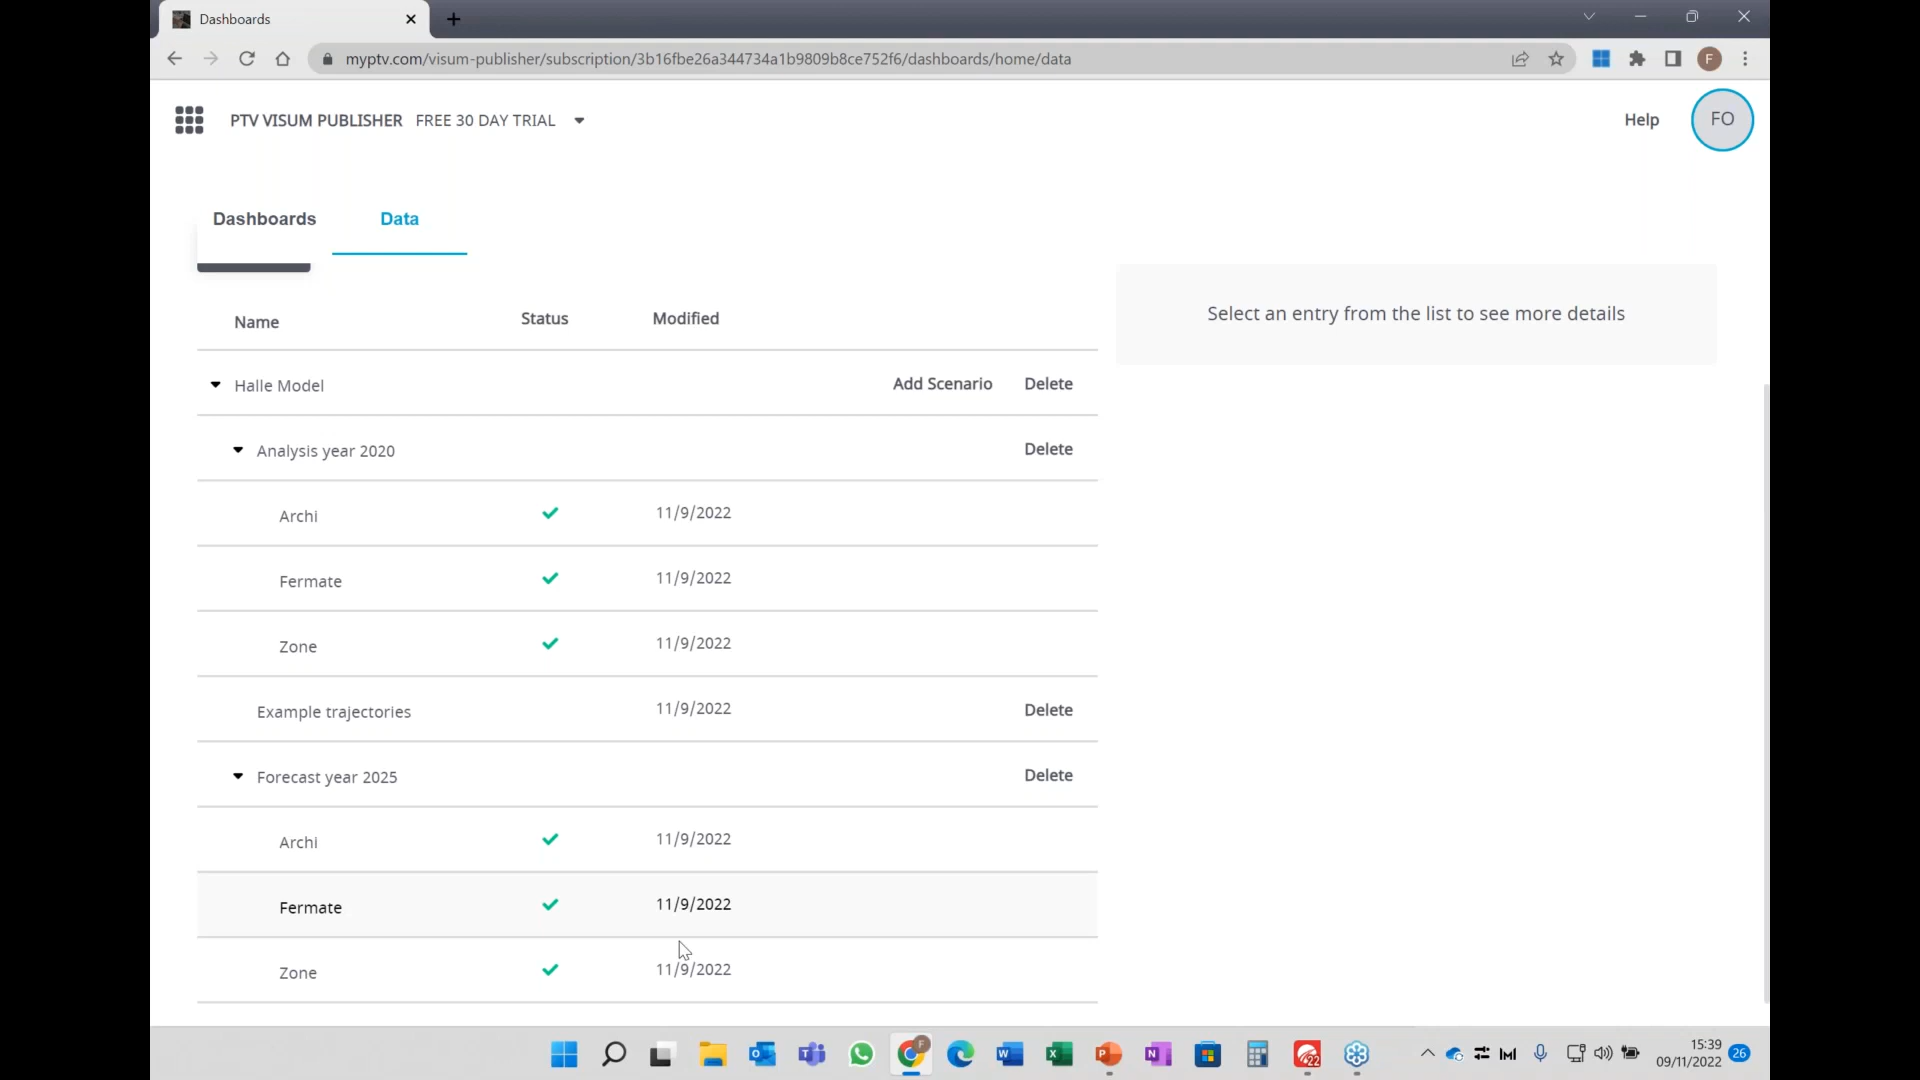 Dashboards
myptv.com/visum-publisher/subscription/3b16fbe26a344734a1b9809b8ce752f6/dashboards/home/data
F
PTV VISUM PUBLISHER FREE 30 DAY TRIAL
Help
FO
Dashboards Data
Name Status Modified
Select an entry from the list to see more details
Halle Model Add Scenario Delete
Analysis year 2020 Delete
Archi 11/9/2022
Fermate 11/9/2022
Zone 11/9/2022
Example trajectories 11/9/2022 Delete
Forecast year 2025 Delete
Archi 11/9/2022
Fermate 11/9/2022
Zone 11/9/2022
15:39
09/11/2022
26
22